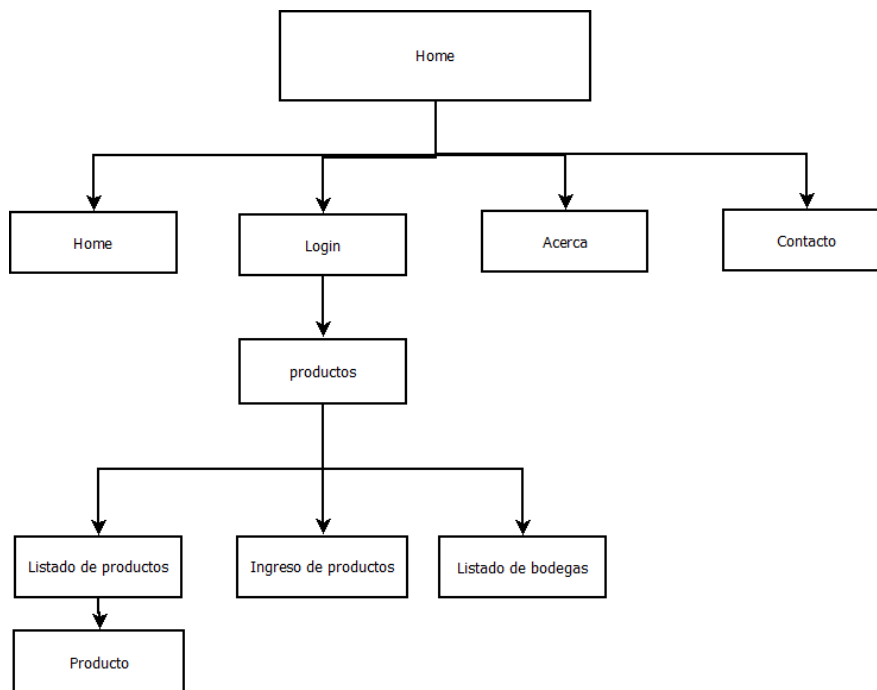 Home
Home
Login
Acerca
Contacto
productos
Listado de productos
Ingreso de productos
Listado de bodegas
Producto